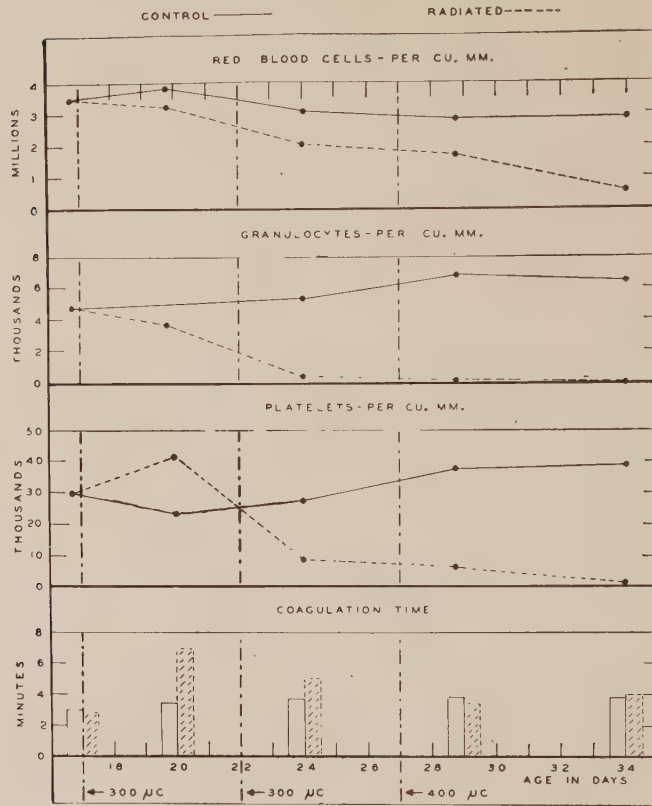 CONTROL RADIATED
RED BLOOD CELLS - PER CU. MM.
MILLIONS
4
3
2
1
0
GRANULOCYTES - PER CU. MM.
THOUSANDS
8
6
4
2
0
PLATELETS - PER CU. MM.
THOUSANDS
50
40
30
20
10
0
COAGULATION TIME
MINUTES
8
6
4
2
0
18 20 22 24 26 28 30 32 34
AGE IN DAYS
←300 µC ←300 µC ←400 µC